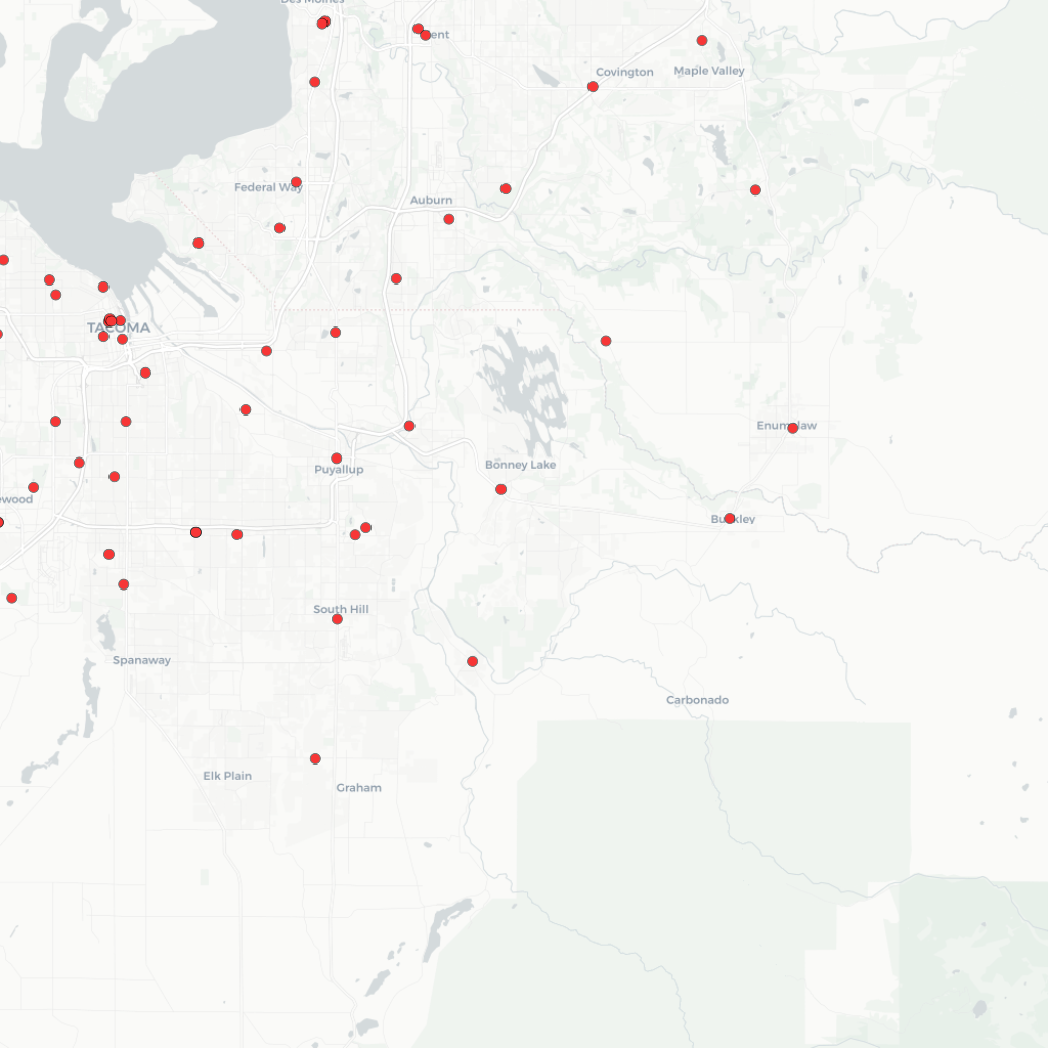 Des Moines
ent
Covington
Maple Valley
Federal Way
Auburn
TACOMA
Enumclaw
Bonney Lake
Puyallup
ewood
Buckley
South Hill
Spanaway
Carbonado
Elk Plain
Graham